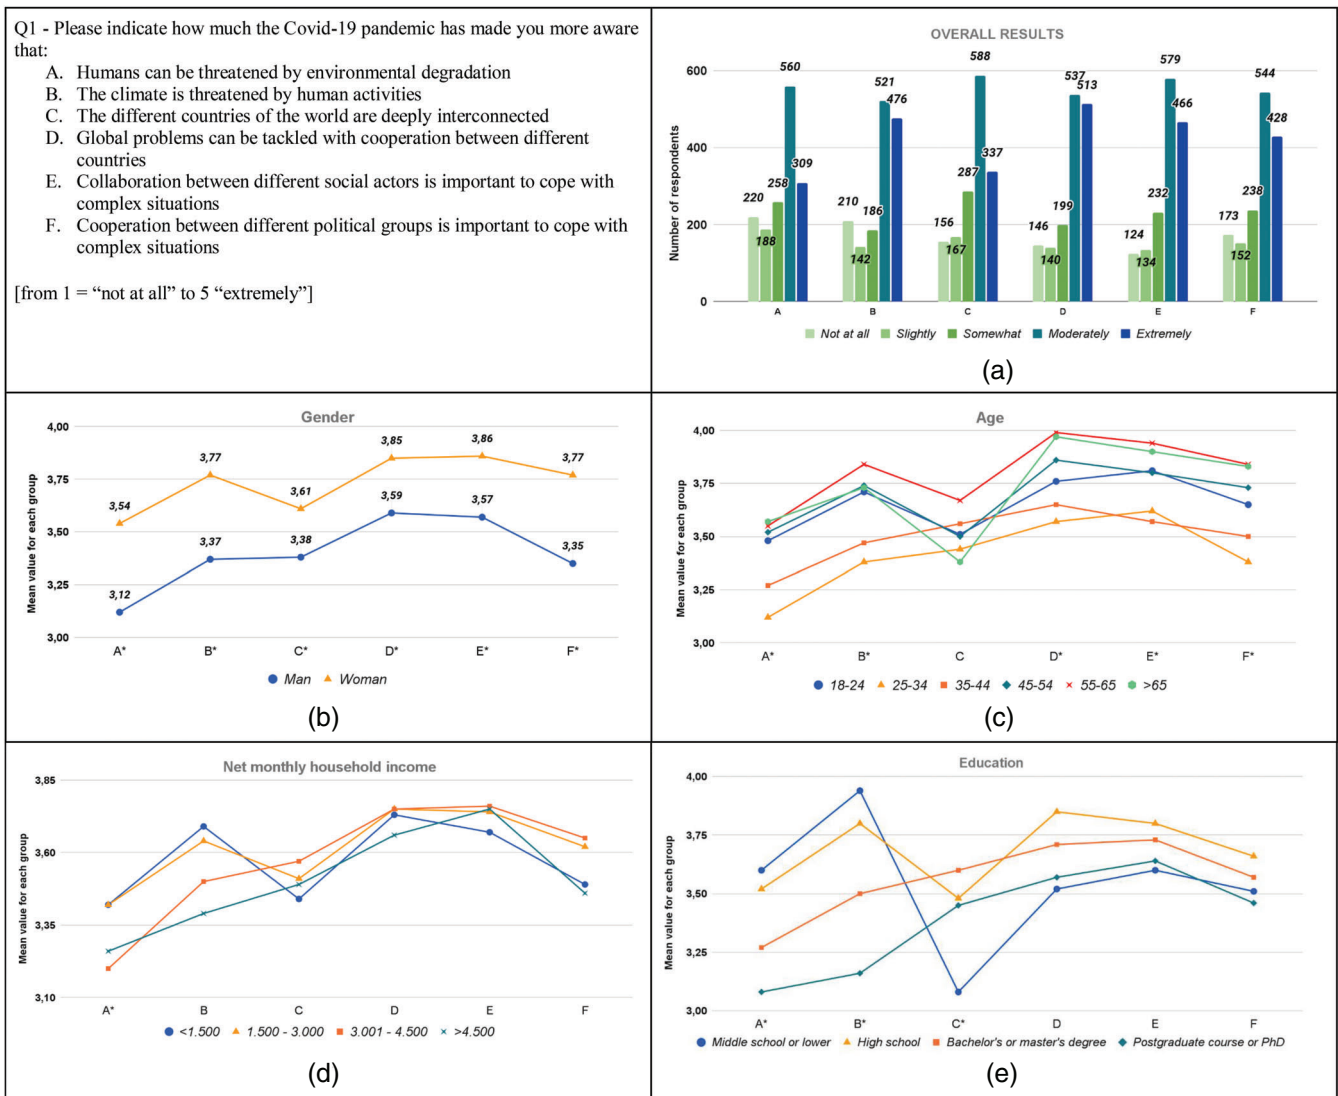 Q1 - Please indicate how much the Covid-19 pandemic has made you more aware
that:
A. Humans can be threatened by environmental degradation
B. The climate is threatened by human activities
C. The different countries of the world are deeply interconnected
D. Global problems can be tackled with cooperation between different
countries
E. Collaboration between different social actors is important to cope with
complex situations
F. Cooperation between different political groups is important to cope with
complex situations
[from 1 = “not at all” to 5 “extremely”]
OVERALL RESULTS
Number of respondents
600
400
200
0
220 188 258 560 309
210 142 186 521 476
156 167 287 588 337
146 140 199 537 513
124 134 232 579 466
173 152 238 544 428
A B C D E F
Not at all Slightly Somewhat Moderately Extremely
(a)
Gender
Mean value for each group
4,00
3,75
3,50
3,25
3,00
3,54 3,77 3,61 3,85 3,86 3,77
3,12 3,37 3,38 3,59 3,57 3,35
A* B* C* D* E* F*
Man Woman
(b)
Age
Mean value for each group
4,00
3,75
3,50
3,25
3,00
A* B* C D* E* F*
18-24 25-34 35-44 45-54 55-65 >65
(c)
Net monthly household income
Mean value for each group
3,85
3,60
3,35
3,10
A* B C D E F
<1.500 1.500 - 3.000 3.001 - 4.500 >4.500
(d)
Education
Mean value for each group
4,00
3,75
3,50
3,25
3,00
A* B* C* D E F
Middle school or lower High school Bachelor's or master's degree Postgraduate course or PhD
(e)